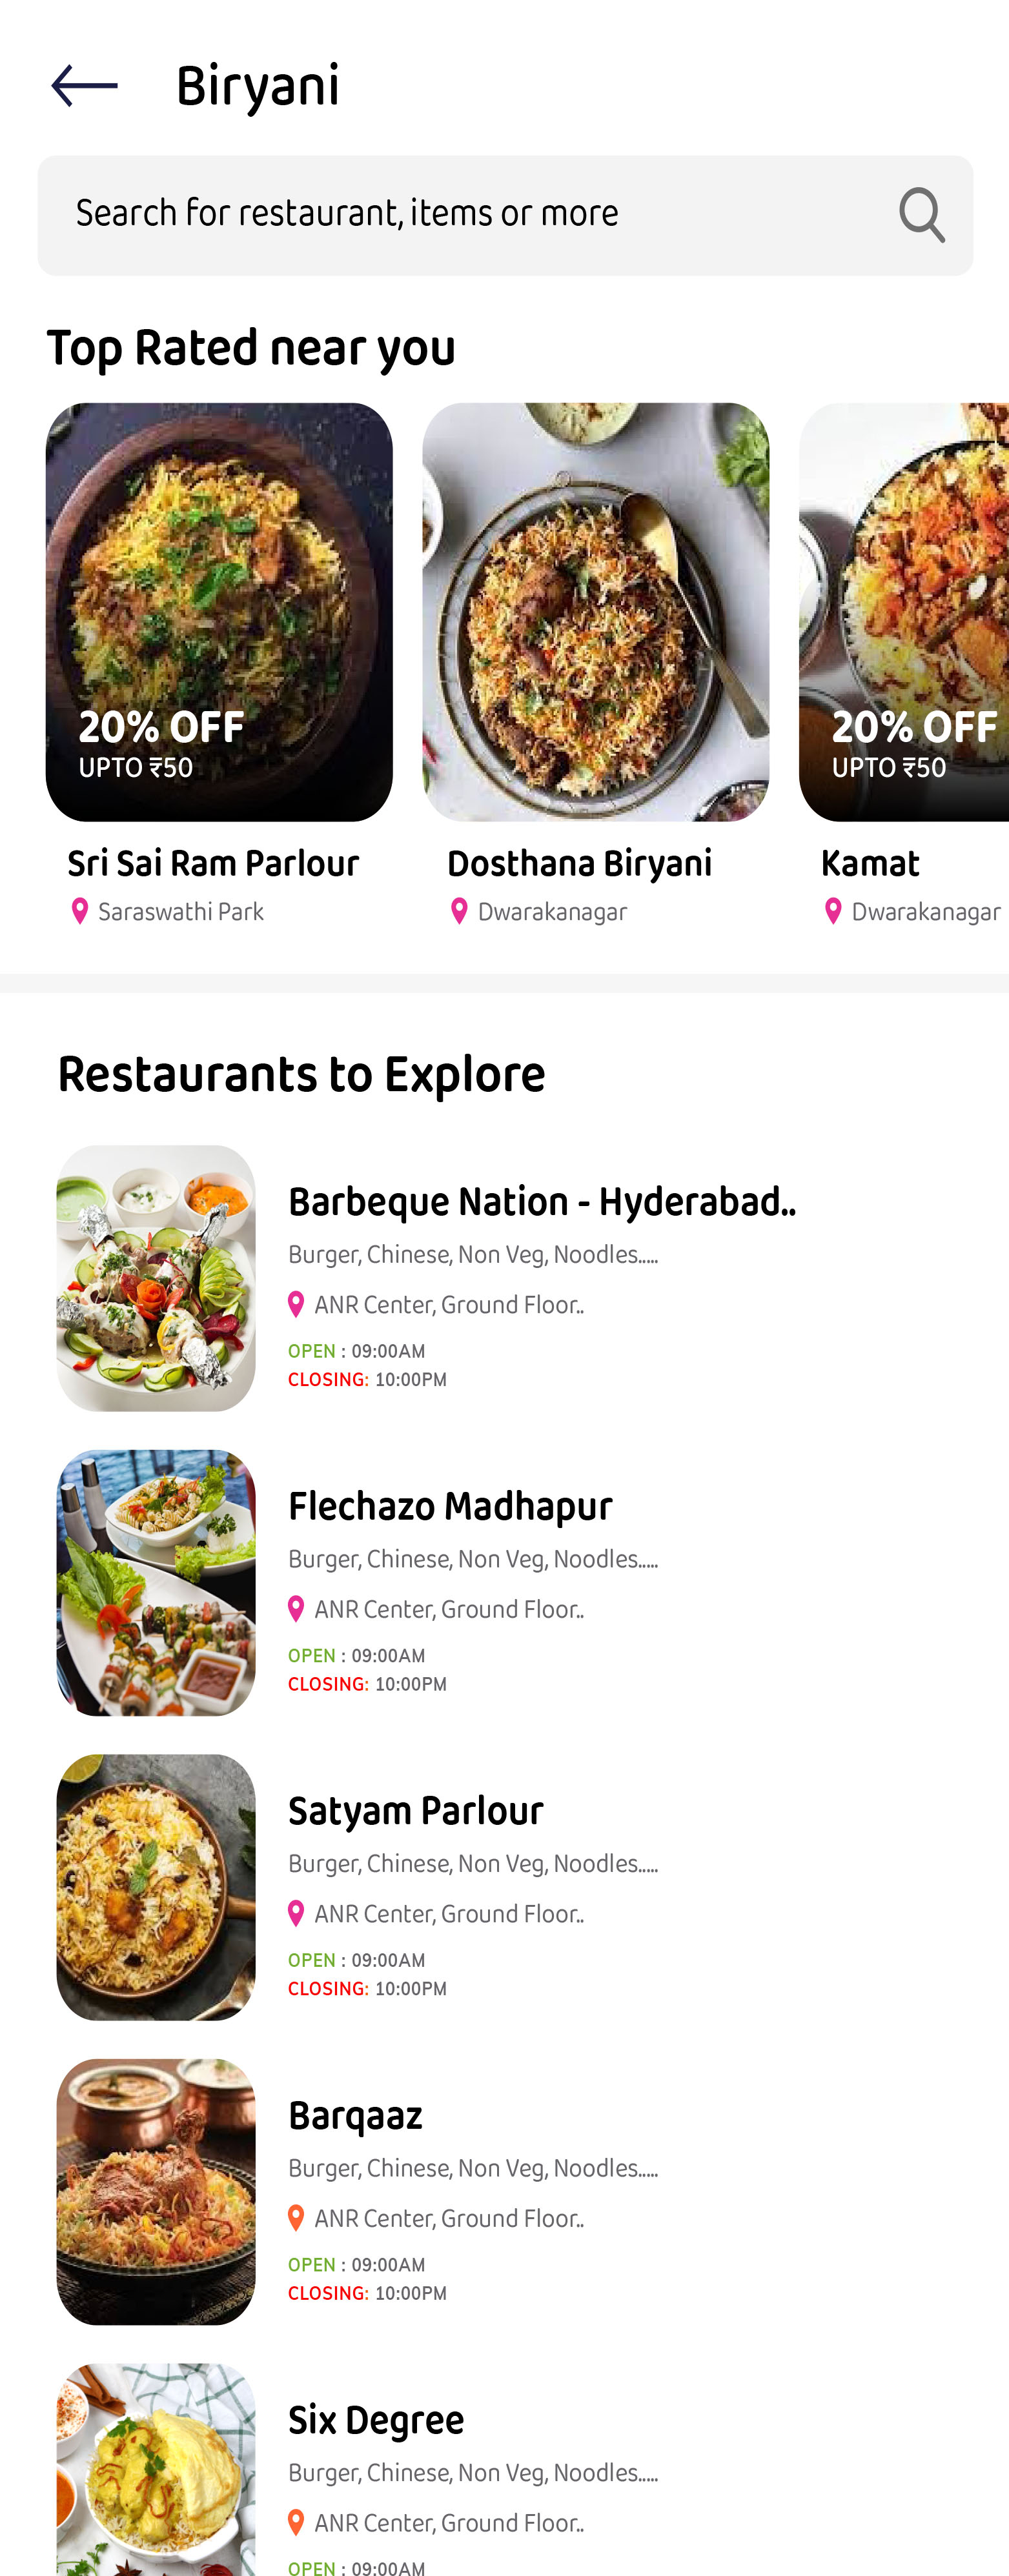 Biryani
Search for restaurant, items or more
Top Rated near you
20% OFF
UPTO ₹50
20% OFF
UPTO ₹50
Sri Sai Ram Parlour
Saraswathi Park
Dosthana Biryani
Dwarakanagar
Kamat
Dwarakanagar
Restaurants to Explore
Barbeque Nation - Hyderabad..
Burger, Chinese, Non Veg, Noodles.....
ANR Center, Ground Floor..
OPEN : 09:00AM
CLOSING: 10:00PM
Flechazo Madhapur
Burger, Chinese, Non Veg, Noodles.....
ANR Center, Ground Floor..
OPEN : 09:00AM
CLOSING: 10:00PM
Satyam Parlour
Burger, Chinese, Non Veg, Noodles.....
ANR Center, Ground Floor..
OPEN : 09:00AM
CLOSING: 10:00PM
Barqaaz
Burger, Chinese, Non Veg, Noodles.....
ANR Center, Ground Floor..
OPEN : 09:00AM
CLOSING: 10:00PM
Six Degree
Burger, Chinese, Non Veg, Noodles.....
ANR Center, Ground Floor..
OPEN : 09:00AM